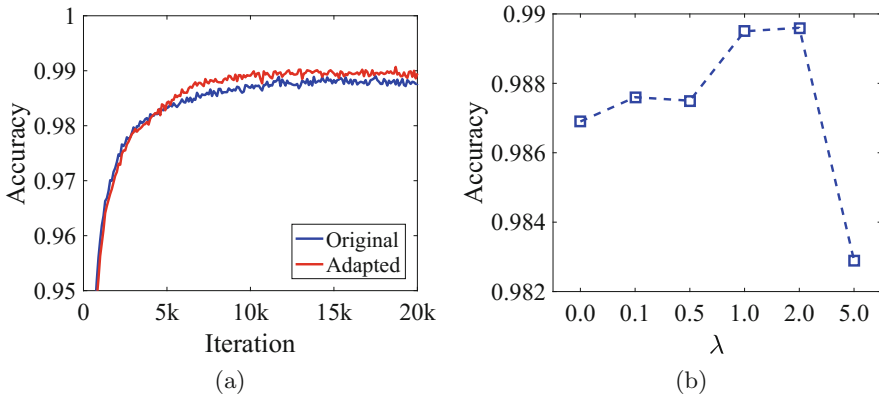 1
0.99
0.98
0.97
0.96
0.95
Accuracy
Original
Adapted
0 5k 10k 15k 20k
Iteration
(a)
0.99
0.988
0.986
0.984
0.982
Accuracy
0.0 0.1 0.5 1.0 2.0 5.0
λ
(b)